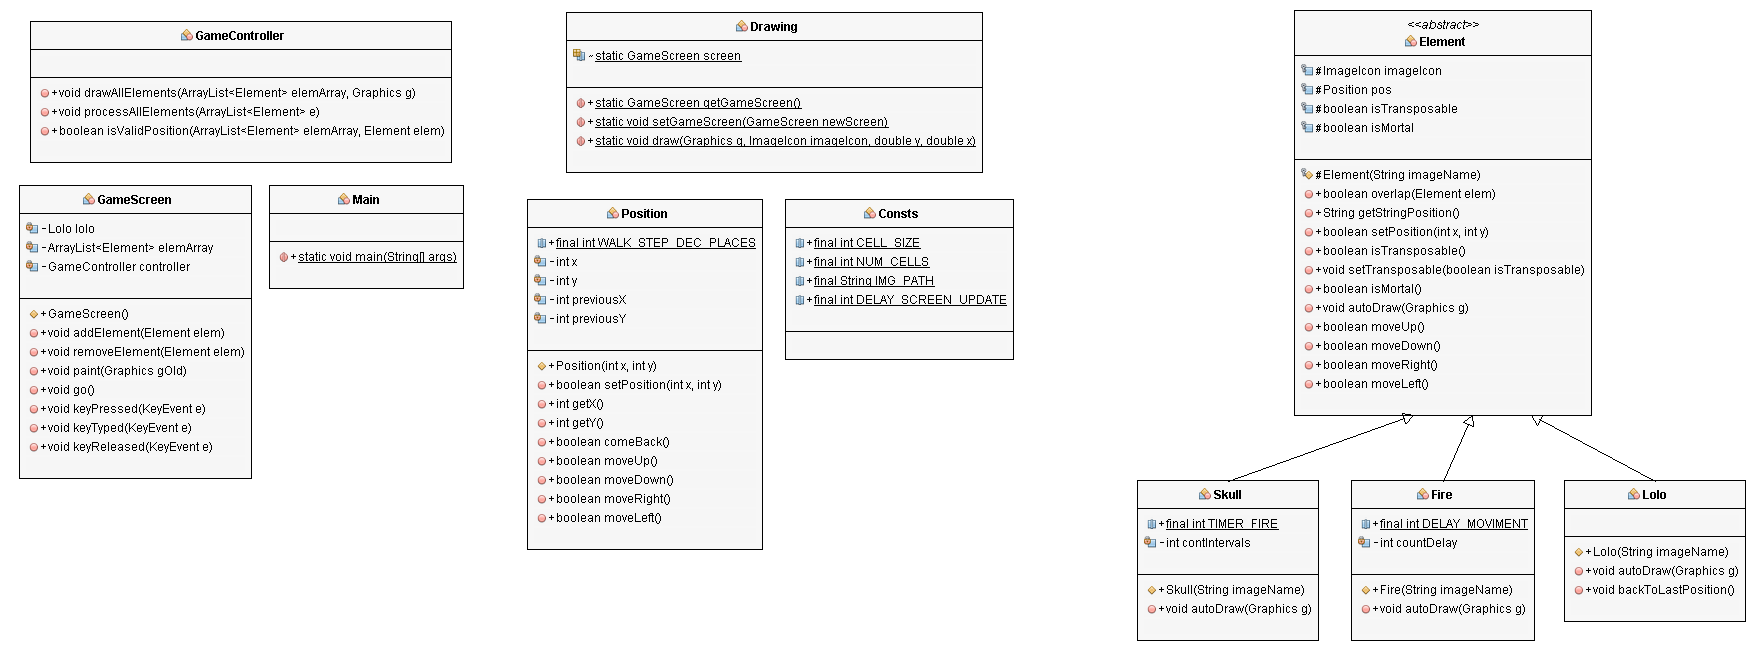 GameController
+void drawAllElements(ArrayList<Element> elemArray, Graphics g)
+void processAllElements(ArrayList<Element> e)
+boolean isValidPosition(ArrayList<Element> elemArray, Element elem)
GameScreen
-Lolo lolo
-ArrayList<Element> elemArray
-GameController controller
+GameScreen()
+void addElement(Element elem)
+void removeElement(Element elem)
+void paint(Graphics gOld)
+void go()
+void keyPressed(KeyEvent e)
+void keyTyped(KeyEvent e)
+void keyReleased(KeyEvent e)
Main
+static void main(String[] args)
Drawing
~static GameScreen screen
+static GameScreen getGameScreen()
+static void setGameScreen(GameScreen newScreen)
+static void draw(Graphics g, ImageIcon imageIcon, double y, double x)
Position
+final int WALK_STEP_DEC_PLACES
-int x
-int y
-int previousX
-int previousY
+Position(int x, int y)
+boolean setPosition(int x, int y)
+int getX()
+int getY()
+boolean comeBack()
+boolean moveUp()
+boolean moveDown()
+boolean moveRight()
+boolean moveLeft()
Consts
+final int CELL_SIZE
+final int NUM_CELLS
+final String IMG_PATH
+final int DELAY_SCREEN_UPDATE
<<abstract>>
Element
#ImageIcon imageIcon
#Position pos
#boolean isTransposable
#boolean isMortal
#Element(String imageName)
+boolean overlap(Element elem)
+String getStringPosition()
+boolean setPosition(int x, int y)
+boolean isTransposable()
+void setTransposable(boolean isTransposable)
+boolean isMortal()
+void autoDraw(Graphics g)
+boolean moveUp()
+boolean moveDown()
+boolean moveRight()
+boolean moveLeft()
Skull
+final int TIMER_FIRE
-int contIntervals
+Skull(String imageName)
+void autoDraw(Graphics g)
Fire
+final int DELAY_MOVIMENT
-int countDelay
+Fire(String imageName)
+void autoDraw(Graphics g)
Lolo
+Lolo(String imageName)
+void autoDraw(Graphics g)
+void backToLastPosition()